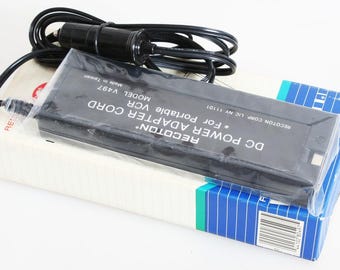 RECOTON®
DC POWER ADAPTER CORD
* For Portable VCR
MODEL V497
Made in Taiwan
RECOTON CORP. LIC, NY 11101